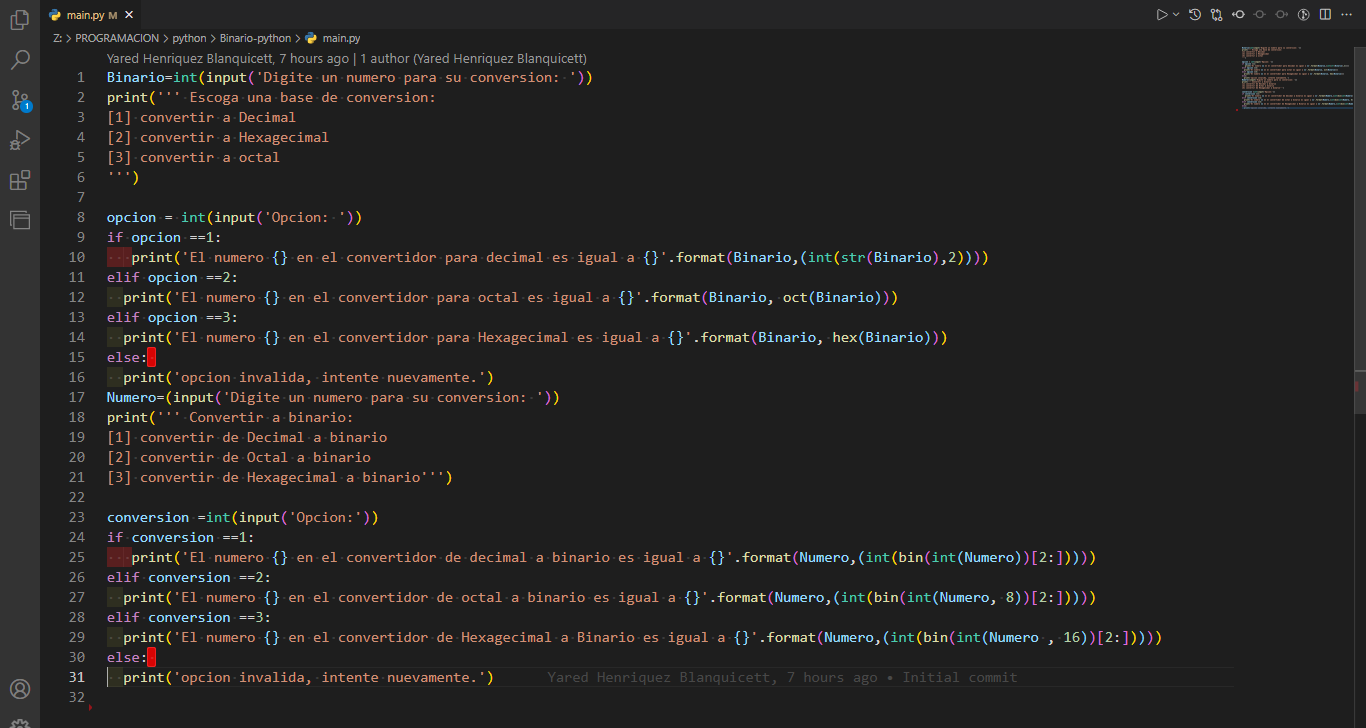 main.py M
Z: > PROGRAMACION > python > Binario-python > main.py
Yared Henriquez Blanquicett, 7 hours ago | 1 author (Yared Henriquez Blanquicett)
1 Binario=int(input('Digite un numero para su conversion: '))
2 print(''' Escoga una base de conversion:
3 [1] convertir a Decimal
4 [2] convertir a Hexagecimal
5 [3] convertir a octal
6 ''')
7
8 opcion = int(input('Opcion: '))
9 if opcion ==1:
10    print('El numero {} en el convertidor para decimal es igual a {}'.format(Binario,(int(str(Binario),2))))
11 elif opcion ==2:
12   print('El numero {} en el convertidor para octal es igual a {}'.format(Binario, oct(Binario)))
13 elif opcion ==3:
14   print('El numero {} en el convertidor para Hexagecimal es igual a {}'.format(Binario, hex(Binario)))
15 else:
16   print('opcion invalida, intente nuevamente.')
17 Numero=(input('Digite un numero para su conversion: '))
18 print(''' Convertir a binario:
19 [1] convertir de Decimal a binario
20 [2] convertir de Octal a binario
21 [3] convertir de Hexagecimal a binario''')
22
23 conversion =int(input('Opcion:'))
24 if conversion ==1:
25    print('El numero {} en el convertidor de decimal a binario es igual a {}'.format(Numero,(int(bin(int(Numero))[2:]))))
26 elif conversion ==2:
27   print('El numero {} en el convertidor de octal a binario es igual a {}'.format(Numero,(int(bin(int(Numero, 8))[2:]))))
28 elif conversion ==3:
29   print('El numero {} en el convertidor de Hexagecimal a Binario es igual a {}'.format(Numero,(int(bin(int(Numero , 16))[2:]))))
30 else:
31   print('opcion invalida, intente nuevamente.') Yared Henriquez Blanquicett, 7 hours ago • Initial commit
32
1